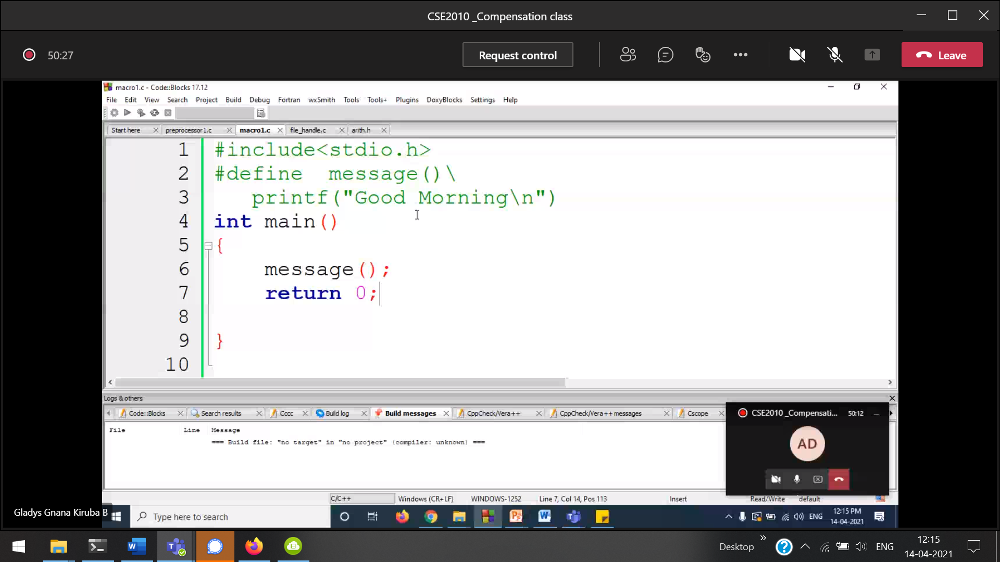 CSE2010 _Compensation class
50:27
Request control
Leave
macro1.c - Code::Blocks 17.12
File Edit View Search Project Build Debug Fortran wxSmith Tools Tools+ Plugins DoxyBlocks Settings Help
Start here preprocessor1.c macro1.c file_handle.c arith.h
1 #include<stdio.h>
2 #define  message()\
3    printf("Good Morning\n")
4 int main()
5 {
6     message();
7     return 0;
8
9 }
10
Logs & others
Code::Blocks Search results Cccc Build log Build messages CppCheck/Vera++ CppCheck/Vera++ messages Cscope
File Line Message
=== Build file: "no target" in "no project" (compiler: unknown) ===
CSE2010 _Compensati... 50:12
AD
C/C++ Windows (CR+LF) WINDOWS-1252 Line 7, Col 14, Pos 113 Insert Read/Write default
Gladys Gnana Kiruba B
Type here to search
ENG
12:15 PM
14-04-2021
Desktop
ENG
12:15
14-04-2021